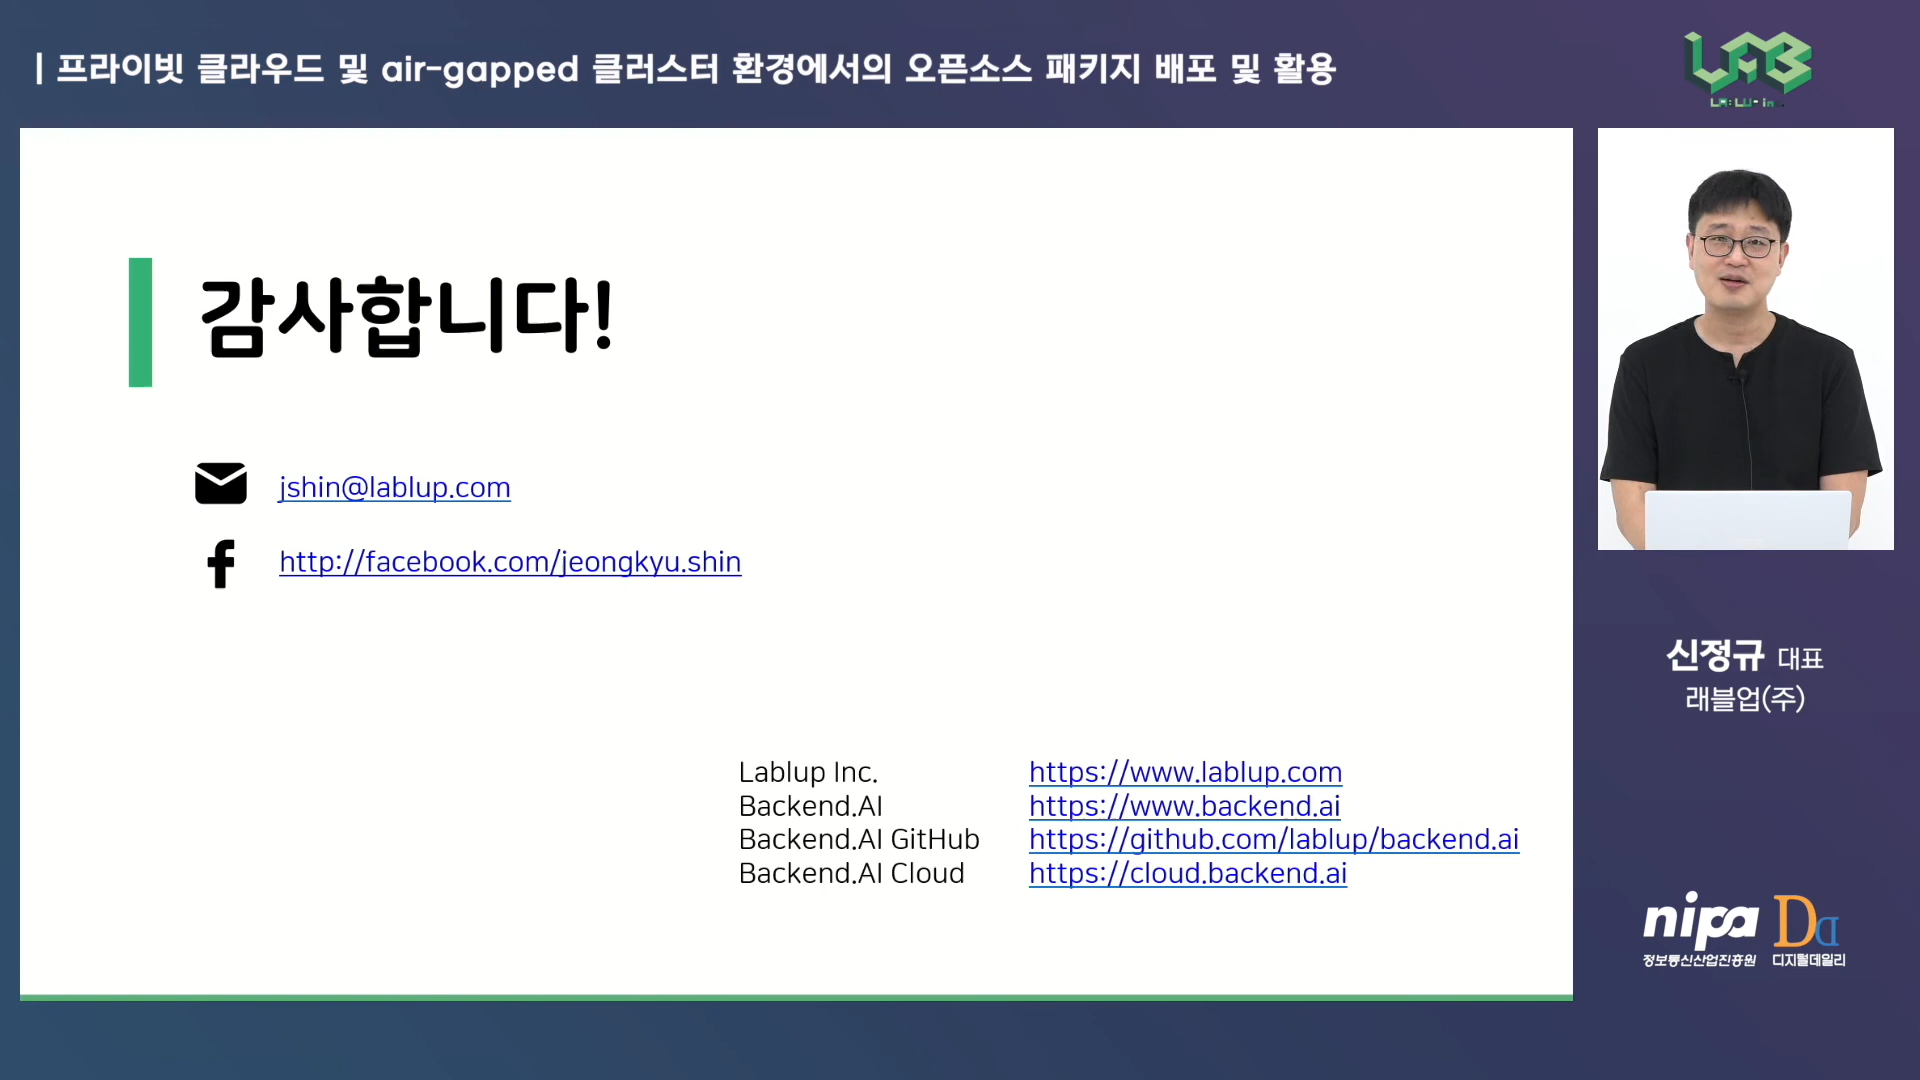 | 프라이빗 클라우드 및 air-gapped 클러스터 환경에서의 오픈소스 패키지 배포 및 활용
감사합니다!
jshin@lablup.com
http://facebook.com/jeongkyu.shin
Lablup Inc. https://www.lablup.com
Backend.AI https://www.backend.ai
Backend.AI GitHub https://github.com/lablup/backend.ai
Backend.AI Cloud https://cloud.backend.ai
신정규 대표
래블업(주)
nipa
정보통신산업진흥원
Dd
디지털데일리